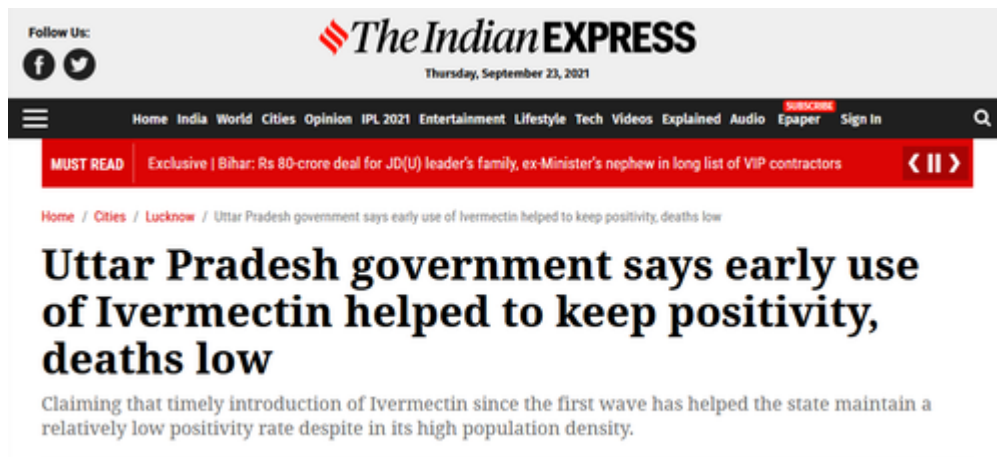 Follow Us:
The Indian EXPRESS
Thursday, September 23, 2021
SUBSCRIBE
Home India World Cities Opinion IPL 2021 Entertainment Lifestyle Tech Videos Explained Audio Epaper Sign In
MUST READ Exclusive | Bihar: Rs 80-crore deal for JD(U) leader's family, ex-Minister's nephew in long list of VIP contractors
Home / Cities / Lucknow / Uttar Pradesh government says early use of Ivermectin helped to keep positivity, deaths low
Uttar Pradesh government says early use
of Ivermectin helped to keep positivity,
deaths low
Claiming that timely introduction of Ivermectin since the first wave has helped the state maintain a
relatively low positivity rate despite in its high population density.